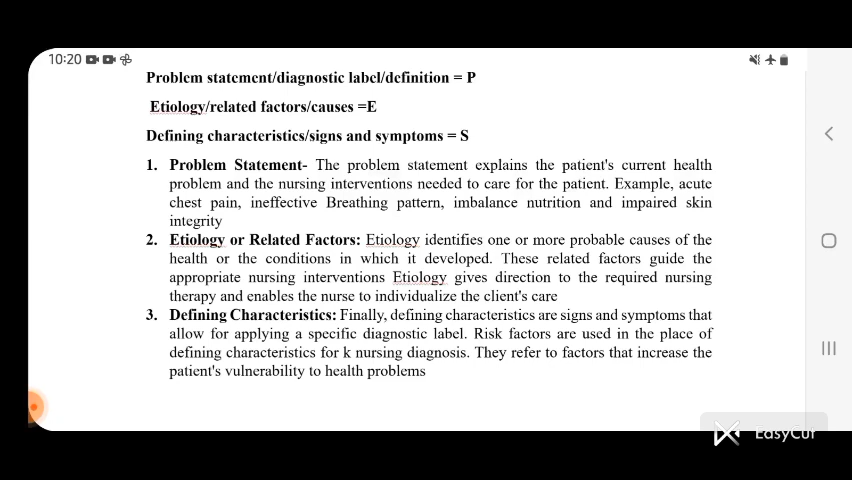 10:20
Problem statement/diagnostic label/definition = P
Etiology/related factors/causes =E
Defining characteristics/signs and symptoms = S
1. Problem Statement- The problem statement explains the patient's current health
problem and the nursing interventions needed to care for the patient. Example, acute
chest pain, ineffective Breathing pattern, imbalance nutrition and impaired skin
integrity
2. Etiology or Related Factors: Etiology identifies one or more probable causes of the
health or the conditions in which it developed. These related factors guide the
appropriate nursing interventions Etiology gives direction to the required nursing
therapy and enables the nurse to individualize the client's care
3. Defining Characteristics: Finally, defining characteristics are signs and symptoms that
allow for applying a specific diagnostic label. Risk factors are used in the place of
defining characteristics for k nursing diagnosis. They refer to factors that increase the
patient's vulnerability to health problems
EasyCut